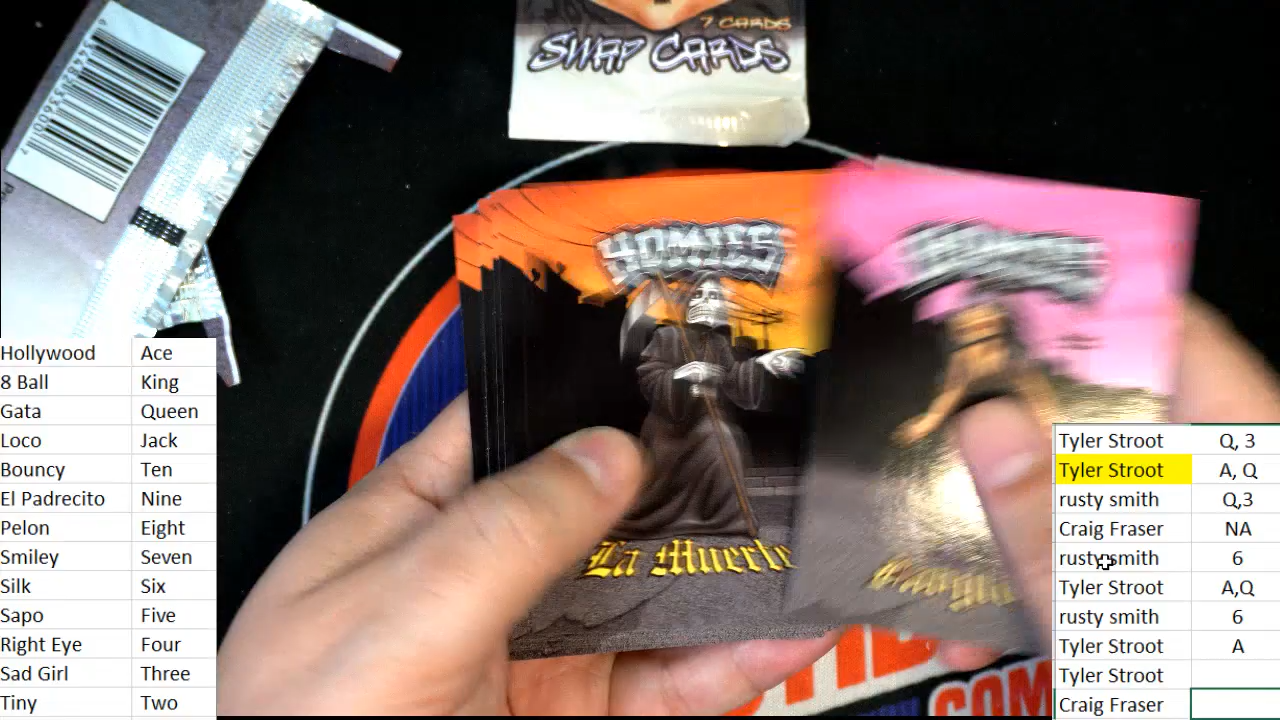 7 CARDS
SWAP CARDS
HOMIES
La Muerte
COM
Hollywood Ace
8 Ball King
Gata Queen
Loco Jack
Bouncy Ten
El Padrecito Nine
Pelon Eight
Smiley Seven
Silk Six
Sapo Five
Right Eye Four
Sad Girl Three
Tiny Two
Tyler Stroot Q, 3
Tyler Stroot A, Q
rusty smith Q,3
Craig Fraser NA
rusty smith 6
Tyler Stroot A,Q
rusty smith 6
Tyler Stroot A
Tyler Stroot
Craig Fraser